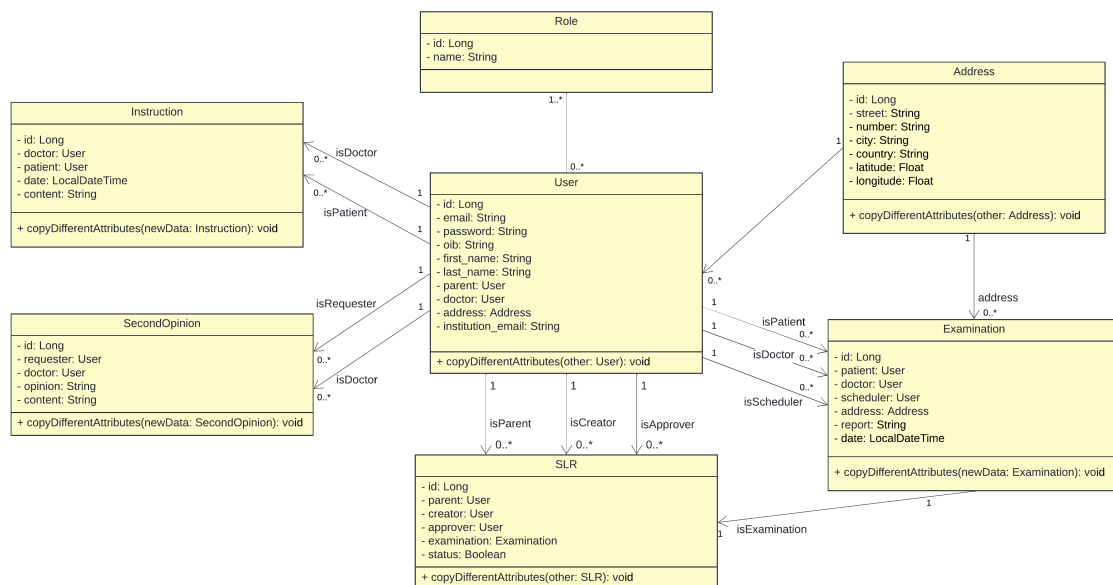 Role
- id: Long
- name: String
1..*
0..*
Address
- id: Long
- street: String
- number: String
- city: String
- country: String
- latitude: Float
- longitude: Float
+ copyDifferentAttributes(other: Address): void
1
0..*
1
address
0..*
Instruction
- id: Long
- doctor: User
- patient: User
- date: LocalDateTime
- content: String
+ copyDifferentAttributes(newData: Instruction): void
0..*
isDoctor
1
0..*
isPatient
1
User
- id: Long
- email: String
- password: String
- oib: String
- first_name: String
- last_name: String
- parent: User
- doctor: User
- address: Address
- institution_email: String
+ copyDifferentAttributes(other: User): void
1
isRequester
0..*
1
isDoctor
0..*
SecondOpinion
- id: Long
- requester: User
- doctor: User
- opinion: String
- content: String
+ copyDifferentAttributes(newData: SecondOpinion): void
1
isPatient
0..*
1
isDoctor
0..*
1
isScheduler
0..*
Examination
- id: Long
- patient: User
- doctor: User
- scheduler: User
- address: Address
- report: String
- date: LocalDateTime
+ copyDifferentAttributes(newData: Examination): void
1
isParent
0..*
1
isCreator
0..*
1
isApprover
0..*
SLR
- id: Long
- parent: User
- creator: User
- approver: User
- examination: Examination
- status: Boolean
+ copyDifferentAttributes(other: SLR): void
1
isExamination
1